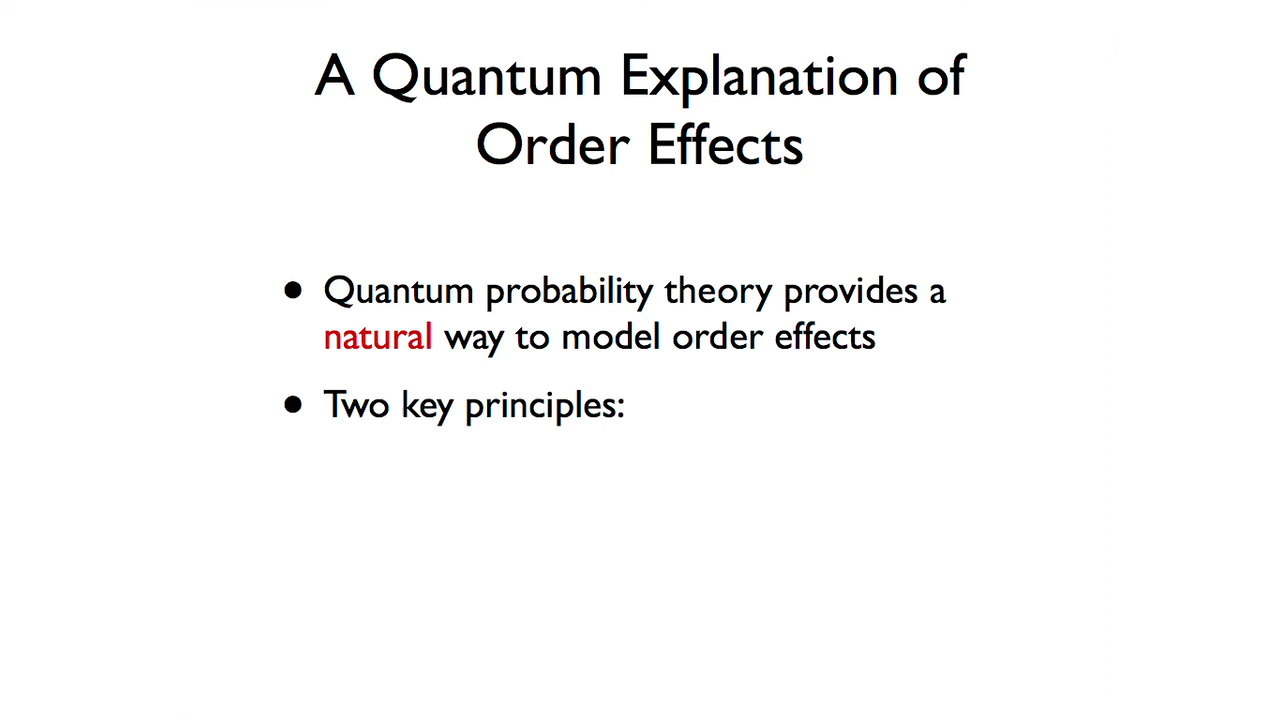 A Quantum Explanation of
Order Effects
• Quantum probability theory provides a
natural way to model order effects
• Two key principles: